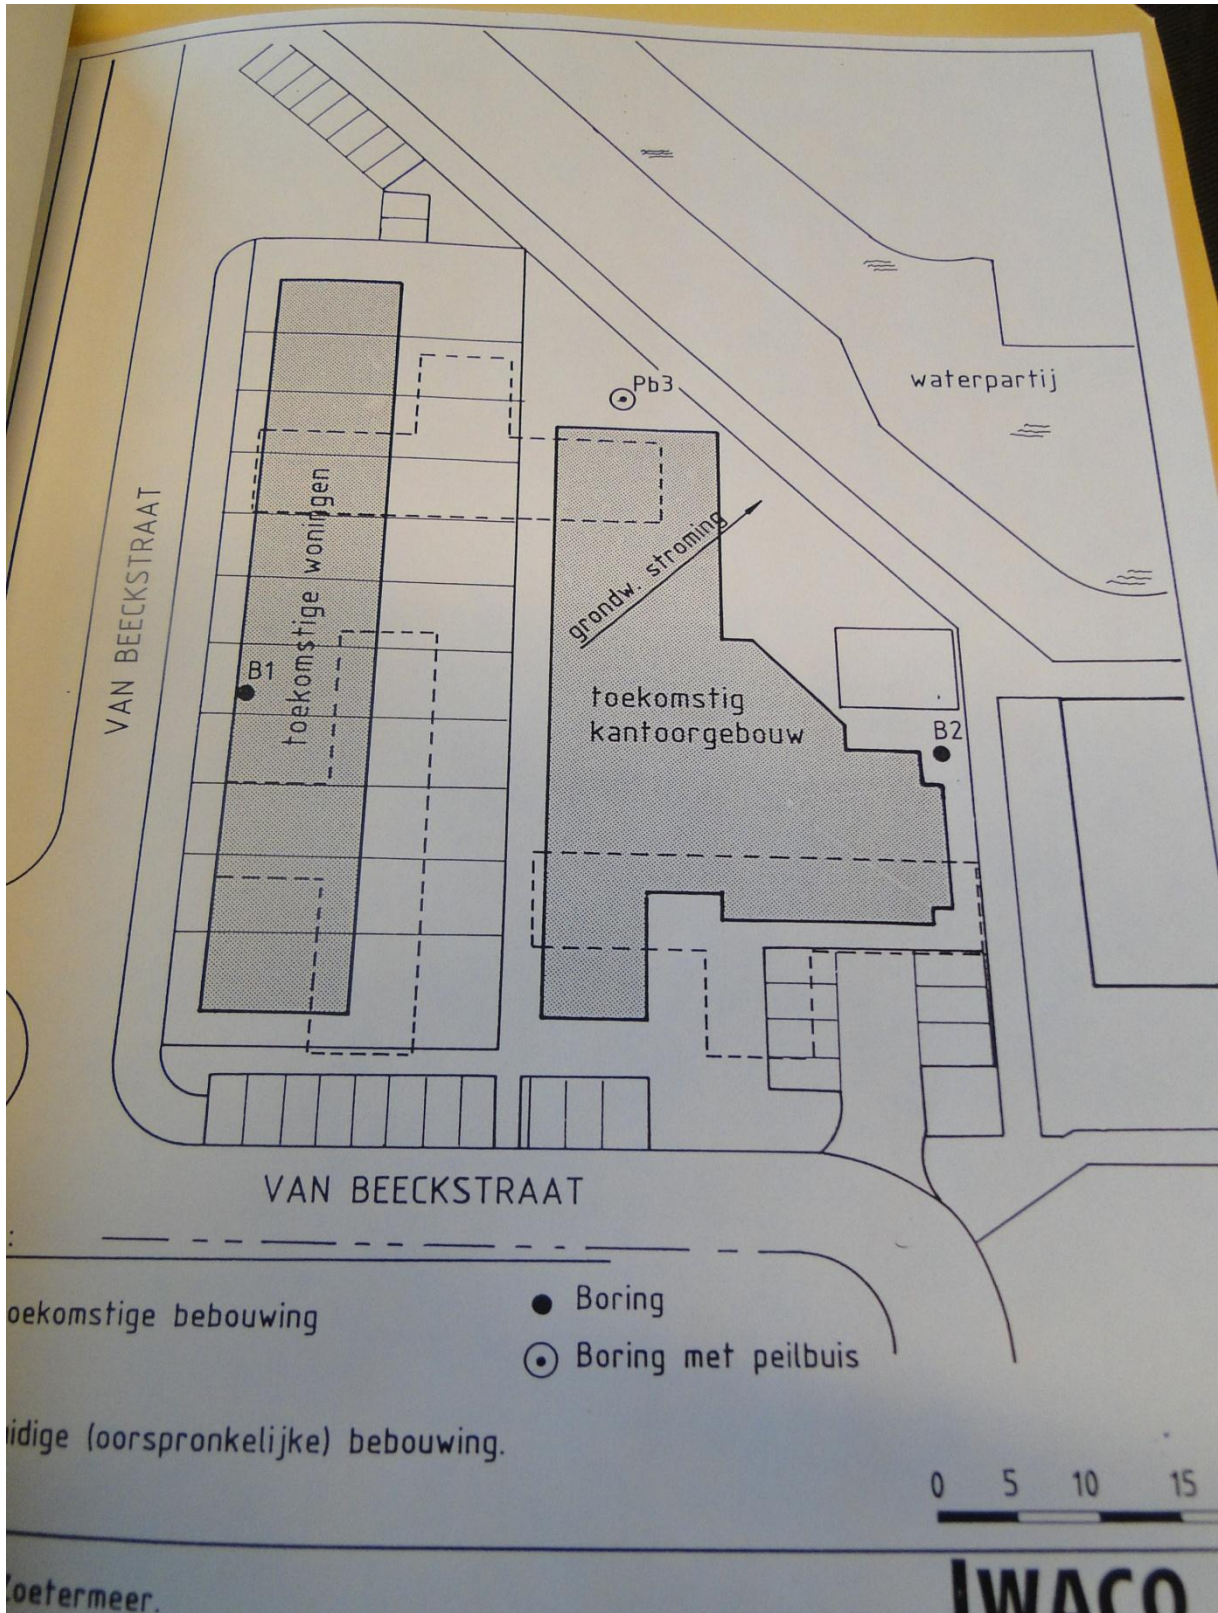 Pb3
waterpartij
VAN BEECKSTRAAT
toekomstige woningen
grondw. stroming
B1
toekomstig
kantoorgebouw
B2
VAN BEECKSTRAAT
:
oekomstige bebouwing
Boring
Boring met peilbuis
idige (oorspronkelijke) bebouwing.
0 5 10 15
Zoetermeer.
IWACO